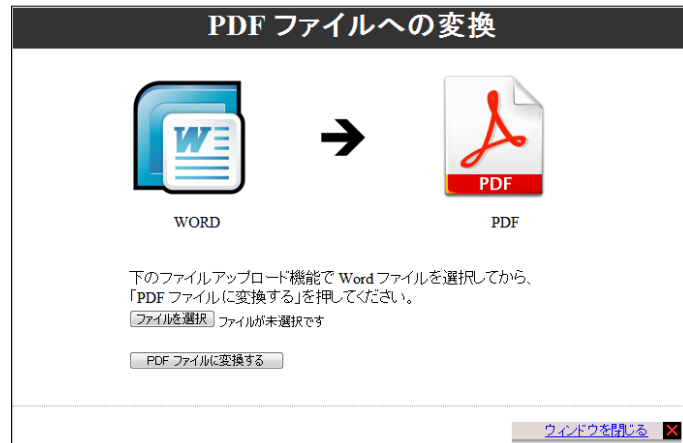 PDF ファイルへの変換
W
PDF
WORD
PDF
下のファイルアップロード機能で Word ファイルを選択してから、
「PDF ファイルに変換する」を押してください。
ファイルを選択 ファイルが未選択です
PDF ファイルに変換する
ウィンドウを閉じる